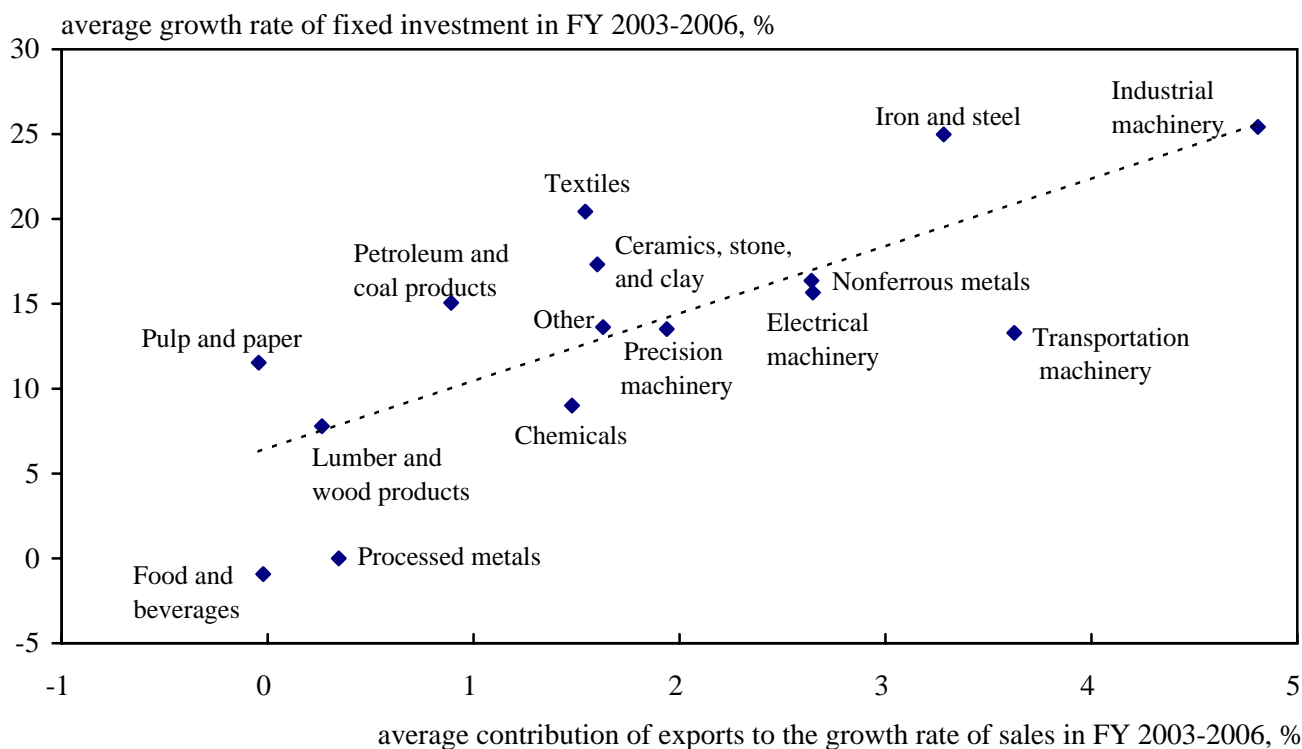 average growth rate of fixed investment in FY 2003-2006, %
30
25
20
15
10
5
0
-5
Industrial
machinery
Iron and steel
Textiles
Ceramics, stone,
and clay
Petroleum and
coal products
Nonferrous metals
Other
Pulp and paper
Precision
machinery
Electrical
machinery
Transportation
machinery
Chemicals
Lumber and
wood products
Processed metals
Food and
beverages
-1 0 1 2 3 4 5
average contribution of exports to the growth rate of sales in FY 2003-2006, %